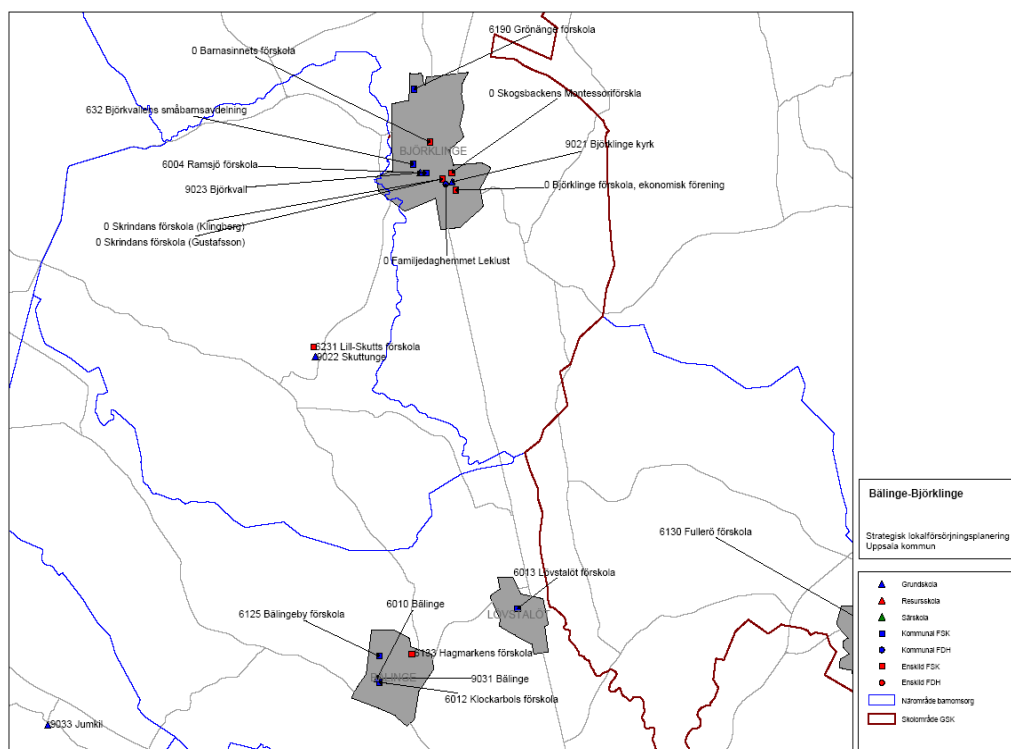 6190 Grönänge förskola
0 Barnasinnets förskola
0 Skogsbackens Montessoriförskla
632 Björkvallens småbarnsavdelning
9021 Björklinge kyrk
BJÖRKLINGE
6004 Ramsjö förskola
9023 Björkvall
0 Björklinge förskola, ekonomisk förening
0 Skrindans förskola (Klingberg)
0 Skrindans förskola (Gustafsson)
0 Familjedaghemmet Leklust
6231 Lill-Skutts förskola
9022 Skuttunge
6130 Fullerö förskola
6013 Lövstalöt förskola
LÖVSTALÖT
6010 Bälinge
6125 Bälingeby förskola
6133 Hagmarkens förskola
BÄLINGE
9031 Bälinge
6012 Klockarbols förskola
9033 Jumkil
Bälinge-Björklinge
Strategisk lokalförsörjningsplanering
Uppsala kommun
Grundskola
Resursskola
Särskola
Kommunal FSK
Kommunal FDH
Enskild FSK
Enskild FDH
Närområde barnomsorg
Skolområde GSK